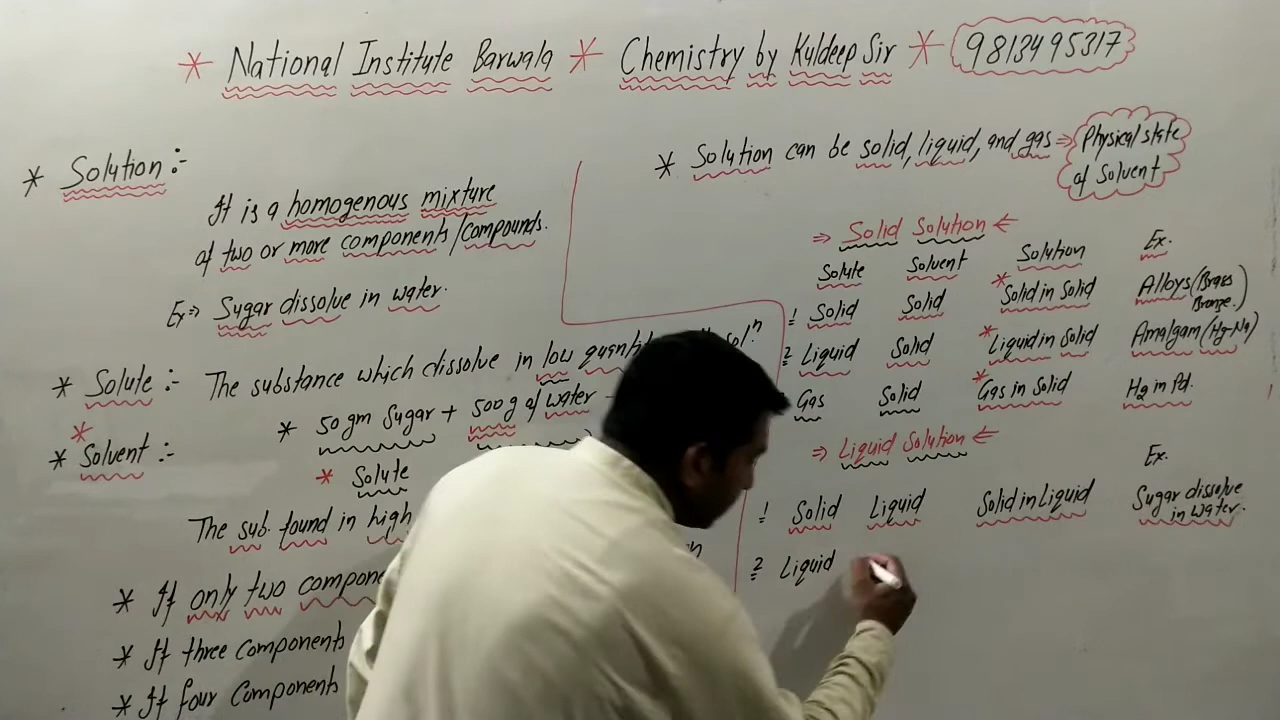 * National Institute Barwala * Chemistry by Kuldeep Sir * 9813495317
* Solution :-
It is a homogenous mixture
of two or more components/compounds.
Ex => Sugar dissolve in water.
* Solute :- The substance which dissolve in low soln.
* 50 gm Sugar + 500g of water
* Solute
* Solvent :-
The sub. found in high
* If only two
* If three components
* If four components
* Solution can be solid, liquid, and gas => Physical state
of Solvent
=> Solid Solution <=
Solute Solvent Solution Ex.
1 Solid Solid * Solid in Solid Alloys (Brass
Bronze.)
2 Liquid Solid * Liquid in Solid Amalgam (Hg-Na)
Gas Solid * Gas in Solid H2 in Pd.
=> Liquid Solution <=
Ex.
1 Solid Liquid Solid in Liquid Sugar dissolve
in water.
2 Liquid